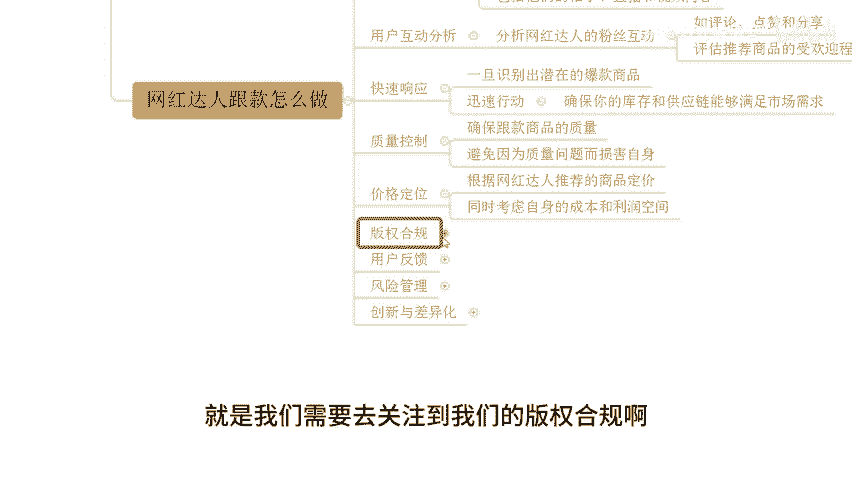 如评论、点赞和分享
用户互动分析
分析网红达人的粉丝互动
评估推荐商品的受欢迎程
一旦识别出潜在的爆款商品
快速响应
网红达人跟款怎么做
迅速行动
确保你的库存和供应链能够满足市场需求
确保跟款商品的质量
质量控制
避免因为质量问题而损害自身
根据网红达人推荐的商品定价
价格定位
同时考虑自身的成本和利润空间
版权合规
用户反馈
风险管理
创新与差异化
就是我们需要去关注到我们的版权合规啊